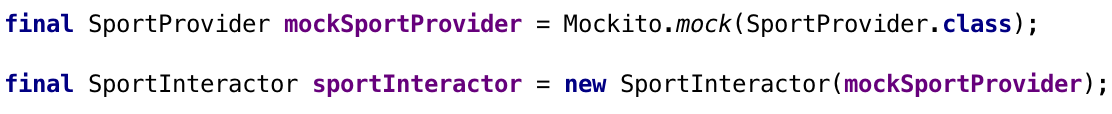 final SportProvider mockSportProvider = Mockito.mock(SportProvider.class);
final SportInteractor sportInteractor = new SportInteractor(mockSportProvider);